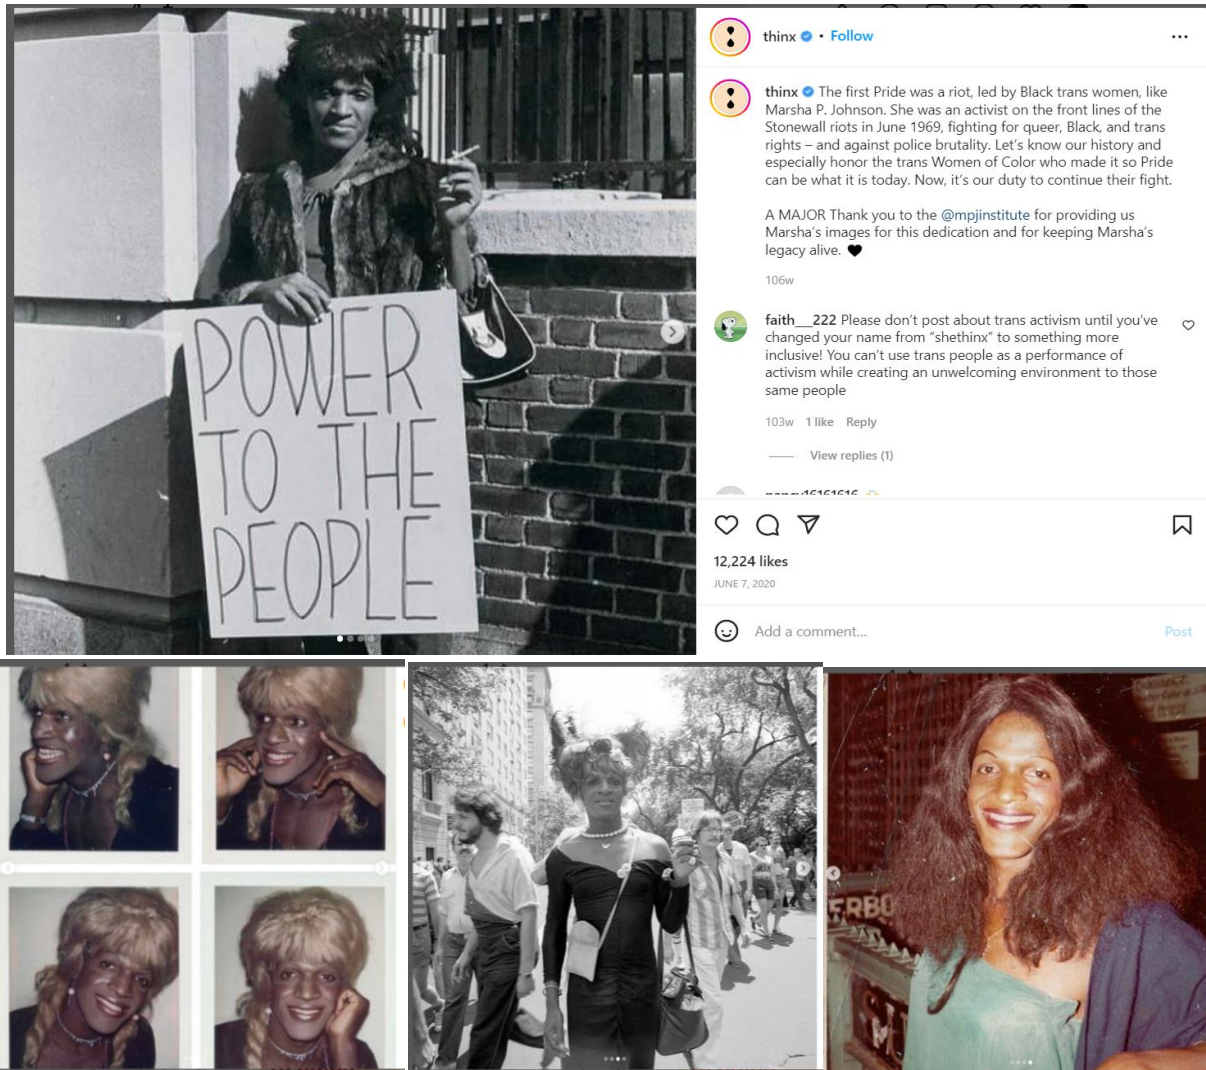 POWER
TO THE
PEOPLE
thinx • Follow
thinx The first Pride was a riot, led by Black trans women, like
Marsha P. Johnson. She was an activist on the front lines of the
Stonewall riots in June 1969, fighting for queer, Black, and trans
rights – and against police brutality. Let's know our history and
especially honor the trans Women of Color who made it so Pride
can be what it is today. Now, it's our duty to continue their fight.
A MAJOR Thank you to the @mpjinstitute for providing us
Marsha's images for this dedication and for keeping Marsha's
legacy alive. 🖤
106w
faith__222 Please don't post about trans activism until you've
changed your name from "shethinx" to something more
inclusive! You can't use trans people as a performance of
activism while creating an unwelcoming environment to those
same people
103w 1 like Reply
View replies (1)
12,224 likes
JUNE 7, 2020
Add a comment...
Post
ERBO